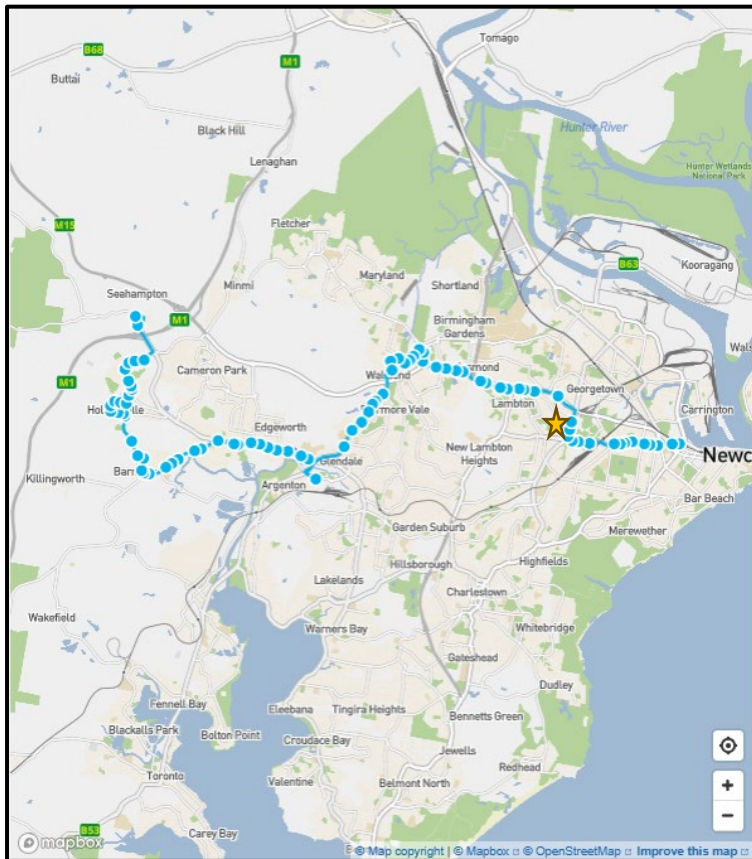 Tomago
B68
Buttai
M1
Black Hill
Hunter River
Lenaghan
Hunter Wetlands
National Park
Fletcher
M15
B63
Kooragang
Maryland
Shortland
Seahampton
Minmi
Birmingham
Gardens
M1
Cameron Park
Georgetown
M1
Lambton
Carrington
Edgeworth
New Lambton
Heights
Newc
Glendale
Killingworth
Argenton
Bar Beach
Garden Suburb
Merewether
Hillsborough
Highfields
Lakelands
Charlestown
Wakefield
Warners Bay
Whitebridge
Gateshead
Dudley
Fennell Bay
Eleebana
Tingira Heights
Bennetts Green
Blackalls Park
Bolton Point
Croudace Bay
Jewells
Toronto
Redhead
Valentine
Belmont North
B53
Carey Bay
mapbox
© Map copyright | © Mapbox © OpenStreetMap Improve this map